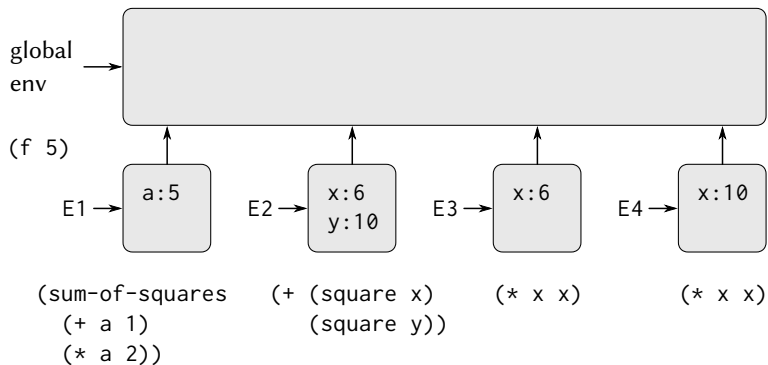 global
env
(f 5)
E1
a:5
E2
x:6
y:10
E3
x:6
E4
x:10
(sum-of-squares
(+ a 1)
(* a 2))
(+ (square x)
(square y))
(* x x)
(* x x)